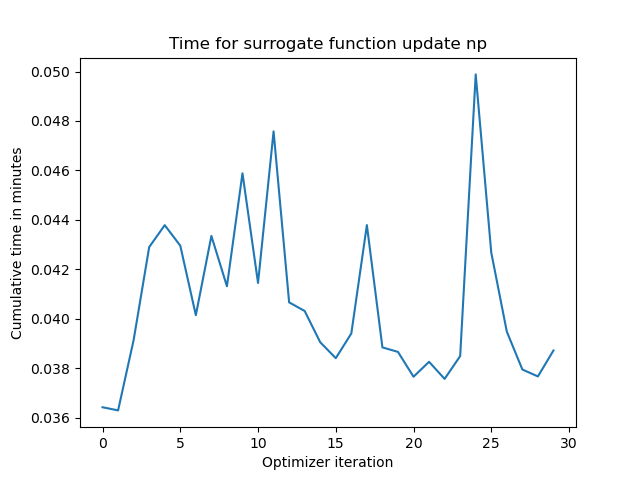 Time for surrogate function update np
Cumulative time in minutes
0.050
0.048
0.046
0.044
0.042
0.040
0.038
0.036
0 5 10 15 20 25 30
Optimizer iteration